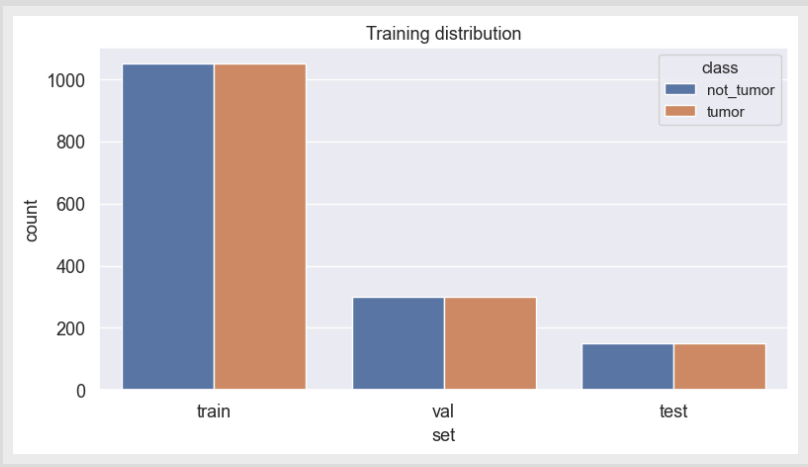 Training distribution
class
not_tumor
tumor
1000
800
600
400
200
0
count
train val test
set